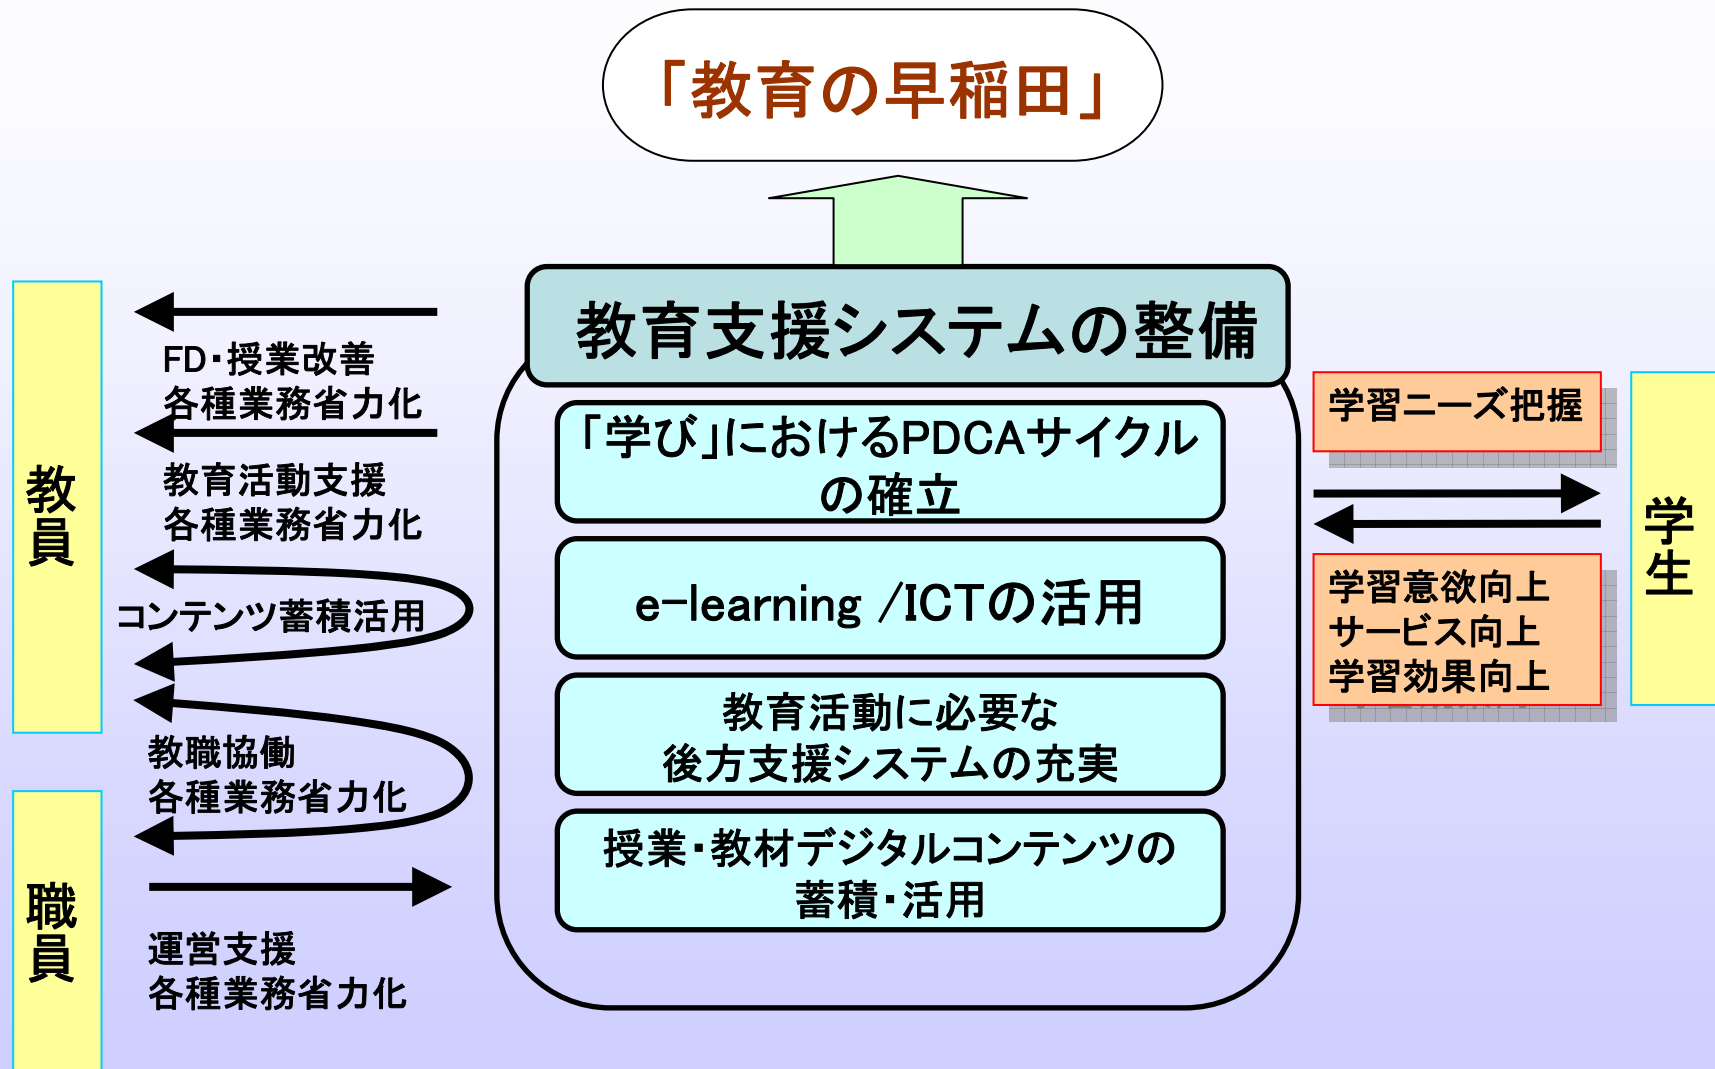 「教育の早稲田」
教育支援システムの整備
「学び」におけるPDCAサイクル
の確立
e-learning /ICTの活用
教育活動に必要な
後方支援システムの充実
授業・教材デジタルコンテンツの
蓄積・活用
教員
FD・授業改善
各種業務省力化
教育活動支援
各種業務省力化
コンテンツ蓄積活用
教職協働
各種業務省力化
職員
運営支援
各種業務省力化
学習ニーズ把握
学習意欲向上
サービス向上
学習効果向上
学生